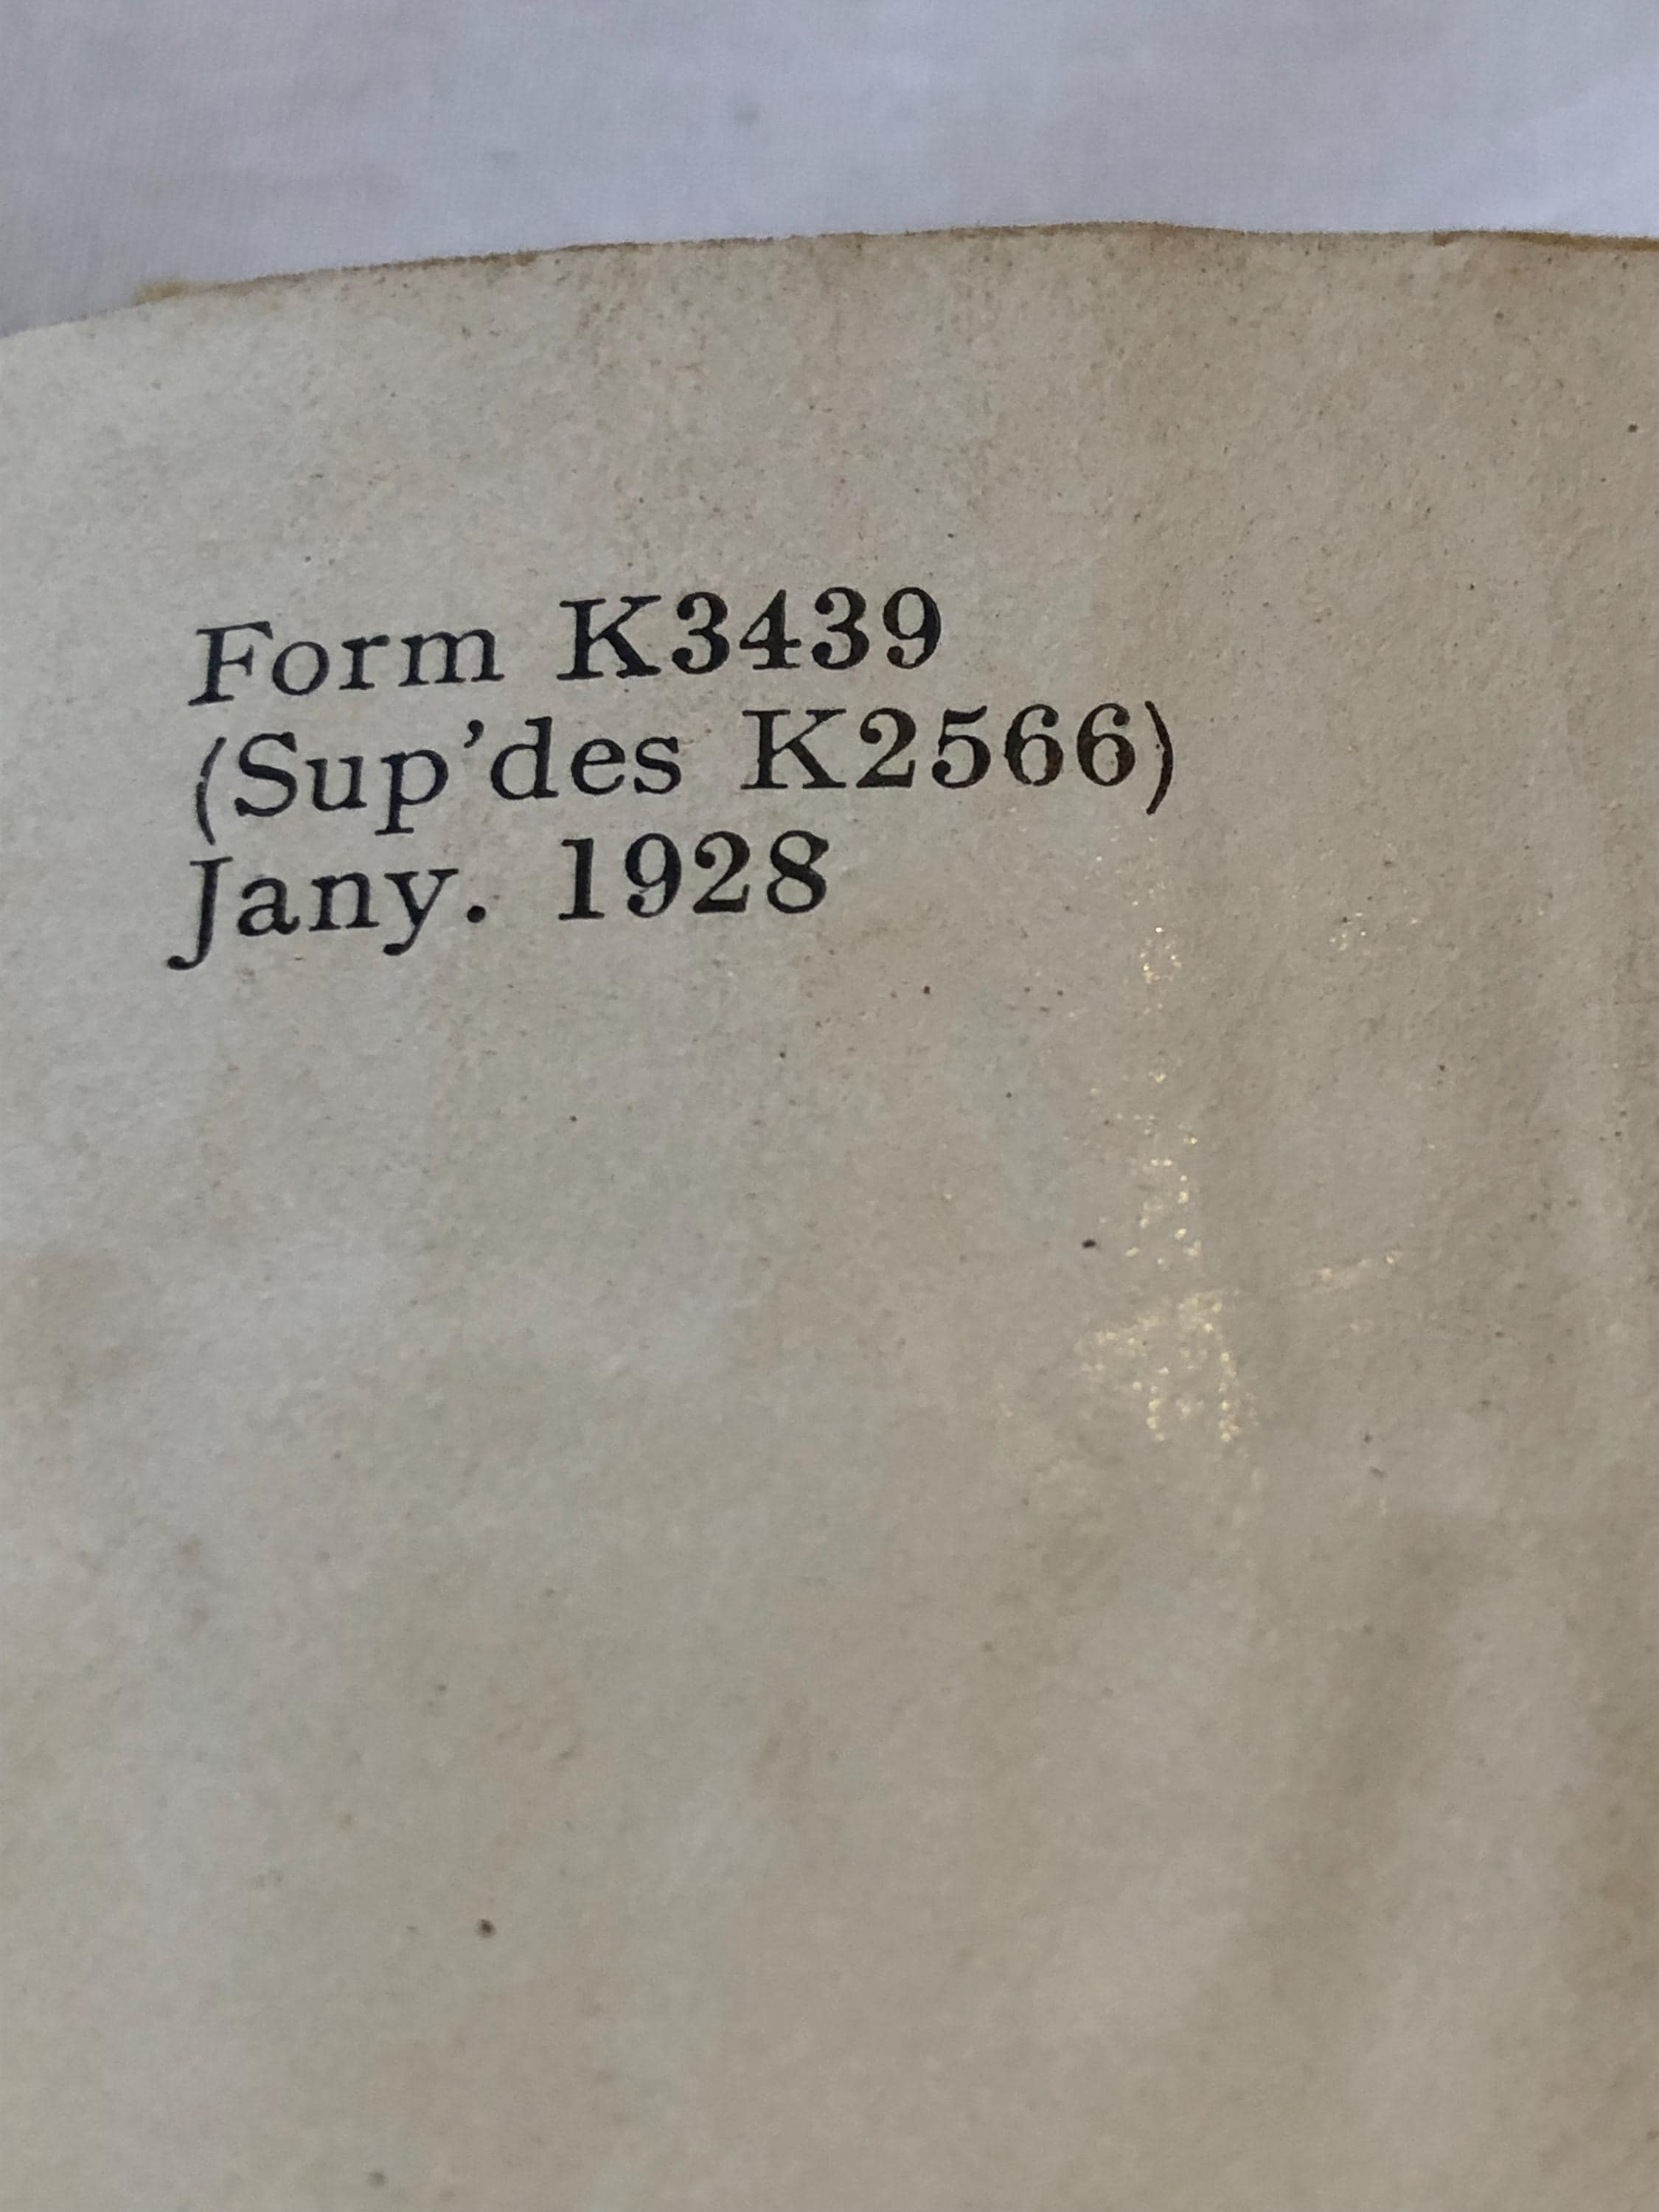 Form K3439
(Sup'des K2566)
Jany. 1928